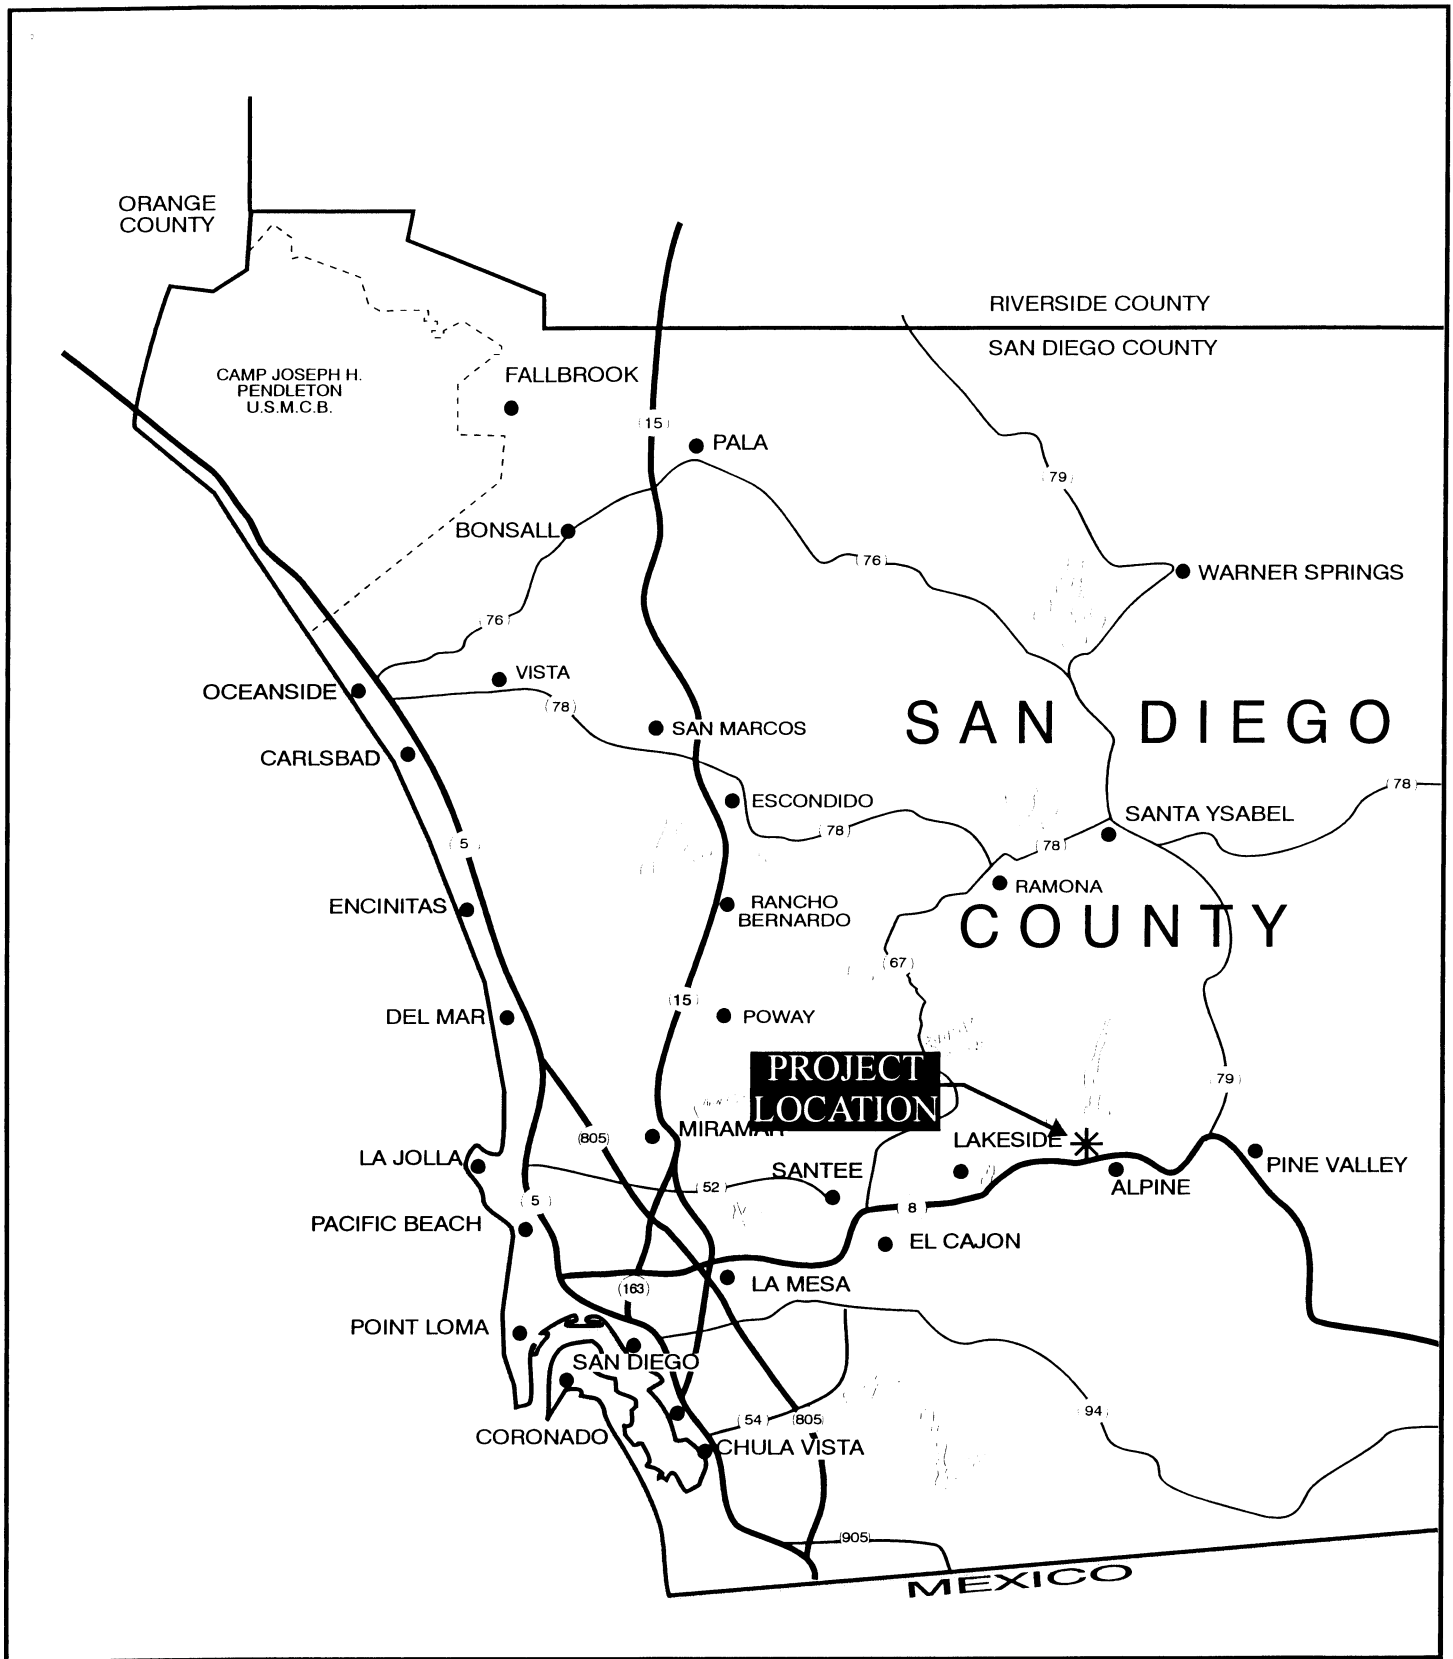 ORANGE
COUNTY
RIVERSIDE COUNTY
SAN DIEGO COUNTY
CAMP JOSEPH H.
PENDLETON
U.S.M.C.B.
FALLBROOK
15
PALA
79
BONSALL
76
WARNER SPRINGS
76
VISTA
OCEANSIDE
78
SAN MARCOS
SAN DIEGO
CARLSBAD
78
ESCONDIDO
SANTA YSABEL
78
5
78
RAMONA
ENCINITAS
RANCHO
BERNARDO
COUNTY
67
15
DEL MAR
POWAY
PROJECT
LOCATION
79
805
MIRAMAR
LAKESIDE
LA JOLLA
SANTEE
PINE VALLEY
52
ALPINE
5
8
PACIFIC BEACH
EL CAJON
163
LA MESA
POINT LOMA
SAN DIEGO
94
54
805
CORONADO
CHULA VISTA
905
MEXICO